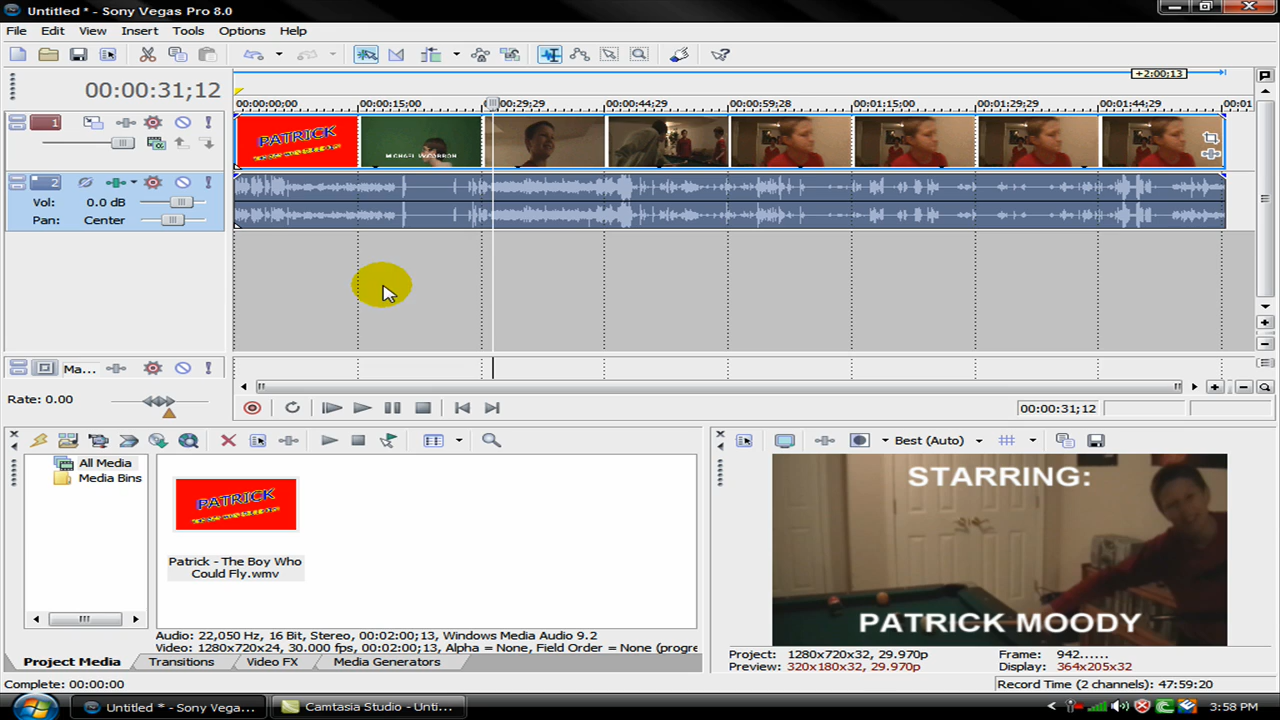 Untitled * - Sony Vegas Pro 8.0
File Edit View Insert Tools Options Help
+2:00;13
00:00:31;12
00:00:00;00 00:00:15;00 00:00:29;29 00:00:44;29 00:00:59;28 00:01:15;00 00:01:29;29 00:01:44;29 00:01
1
PATRICK
MICHAEL
2
Vol: 0.0 dB
Pan: Center
Ma...
Rate: 0.00
00:00:31;12
Best (Auto)
All Media
Media Bins
PATRICK
Patrick - The Boy Who
Could Fly.wmv
STARRING:
PATRICK MOODY
Audio: 22,050 Hz, 16 Bit, Stereo, 00:02:00;13, Windows Media Audio 9.2
Video: 1280x720x24, 30.000 fps, 00:02:00;13, Alpha = None, Field Order = None (progre
Project: 1280x720x32, 29.970p Frame: 942......
Preview: 320x180x32, 29.970p Display: 364x205x32
Project Media Transitions Video FX Media Generators
Complete: 00:00:00 Record Time (2 channels): 47:59:20
Untitled * - Sony Vegas Pr... Camtasia Studio - Unti... 3:58 PM